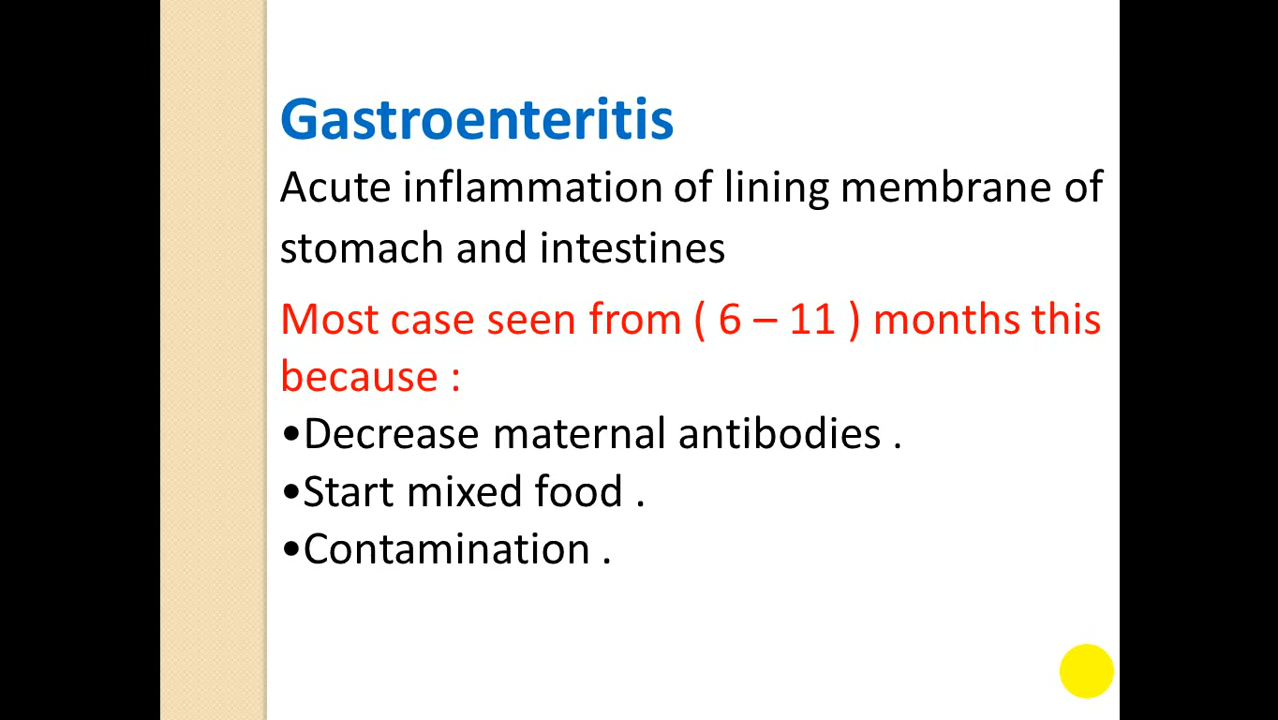 Gastroenteritis
Acute inflammation of lining membrane of
stomach and intestines
Most case seen from ( 6 – 11 ) months this
because :
•Decrease maternal antibodies .
•Start mixed food .
•Contamination .